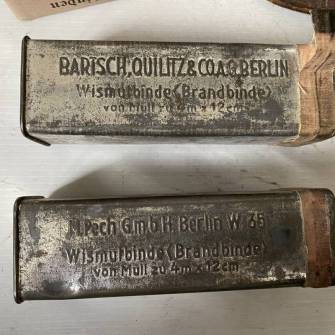 inden
BARISCH, QUILITZ & CO. A.G. BERLIN
Wismutbinde (Brandbinde)
von Mull zu 4m x 12cm
M. Pech G.m.b.H. Berlin W 35
Wismutbinde (Brandbinde)
von Mull zu 4m x 12cm